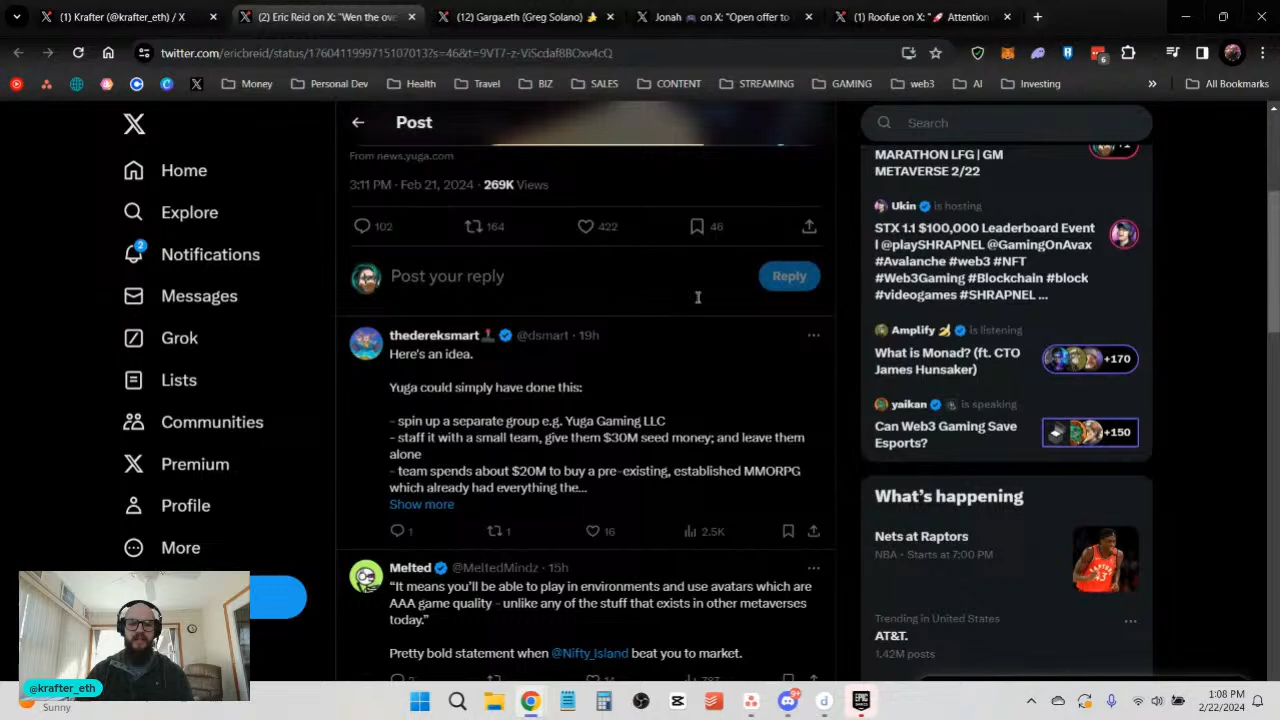 (1) Krafter (@krafter_eth) / X
(2) Eric Reid on X: "Wen the ove
(12) Garga.eth (Greg Solano)
Jonah on X: "Open offer to
(1) Roofue on X: "🚀 Attention
YouTube
Money
Personal Dev
Health
Travel
BIZ
SALES
CONTENT
STREAMING
GAMING
web3
AI
Investing
All Bookmarks
6
X
Home
Explore
2
Notifications
Messages
Grok
Lists
Communities
Premium
Profile
More
Post
From news.yuga.com
3:11 PM · Feb 21, 2024 · 269K Views
102
164
422
46
Post your reply
Reply
thedereksmart @dsmart · 19h
Here's an idea.
Yuga could simply have done this:
- spin up a separate group e.g. Yuga Gaming LLC
- staff it with a small team, give them $30M seed money; and leave them
alone
- team spends about $20M to buy a pre-existing, established MMORPG
which already had everything the...
Show more
1
1
16
2.5K
Melted @MeltedMindz · 15h
"It means you'll be able to play in environments and use avatars which are
AAA game quality - unlike any of the stuff that exists in other metaverses
today."
Pretty bold statement when @Nifty_Island beat you to market.
Search
MARATHON LFG | GM
METAVERSE 2/22
Ukin is hosting
STX 1.1 $100,000 Leaderboard Event
| @playSHRAPNEL @GamingOnAvax
#Avalanche #web3 #NFT
#Web3Gaming #Blockchain #block
#videogames #SHRAPNEL ...
Amplify is listening
What is Monad? (ft. CTO
James Hunsaker)
+170
yaikan is speaking
Can Web3 Gaming Save
Esports?
+150
What's happening
Nets at Raptors
NBA · Starts at 7:00 PM
Trending in United States
AT&T.
1.42M posts
@krafter_eth
Sunny
1:08 PM
2/22/2024